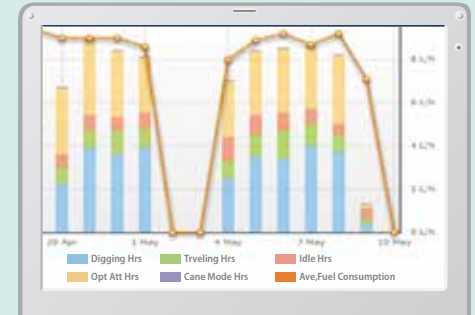 8 L/h
6 L/h
4 L/h
0 L/h
28 Apr 1 May 4 May 7 May 10 May
Digging Hrs Trveling Hrs Idle Hrs
Opt Att Hrs Cane Mode Hrs Ave,Fuel Consumption